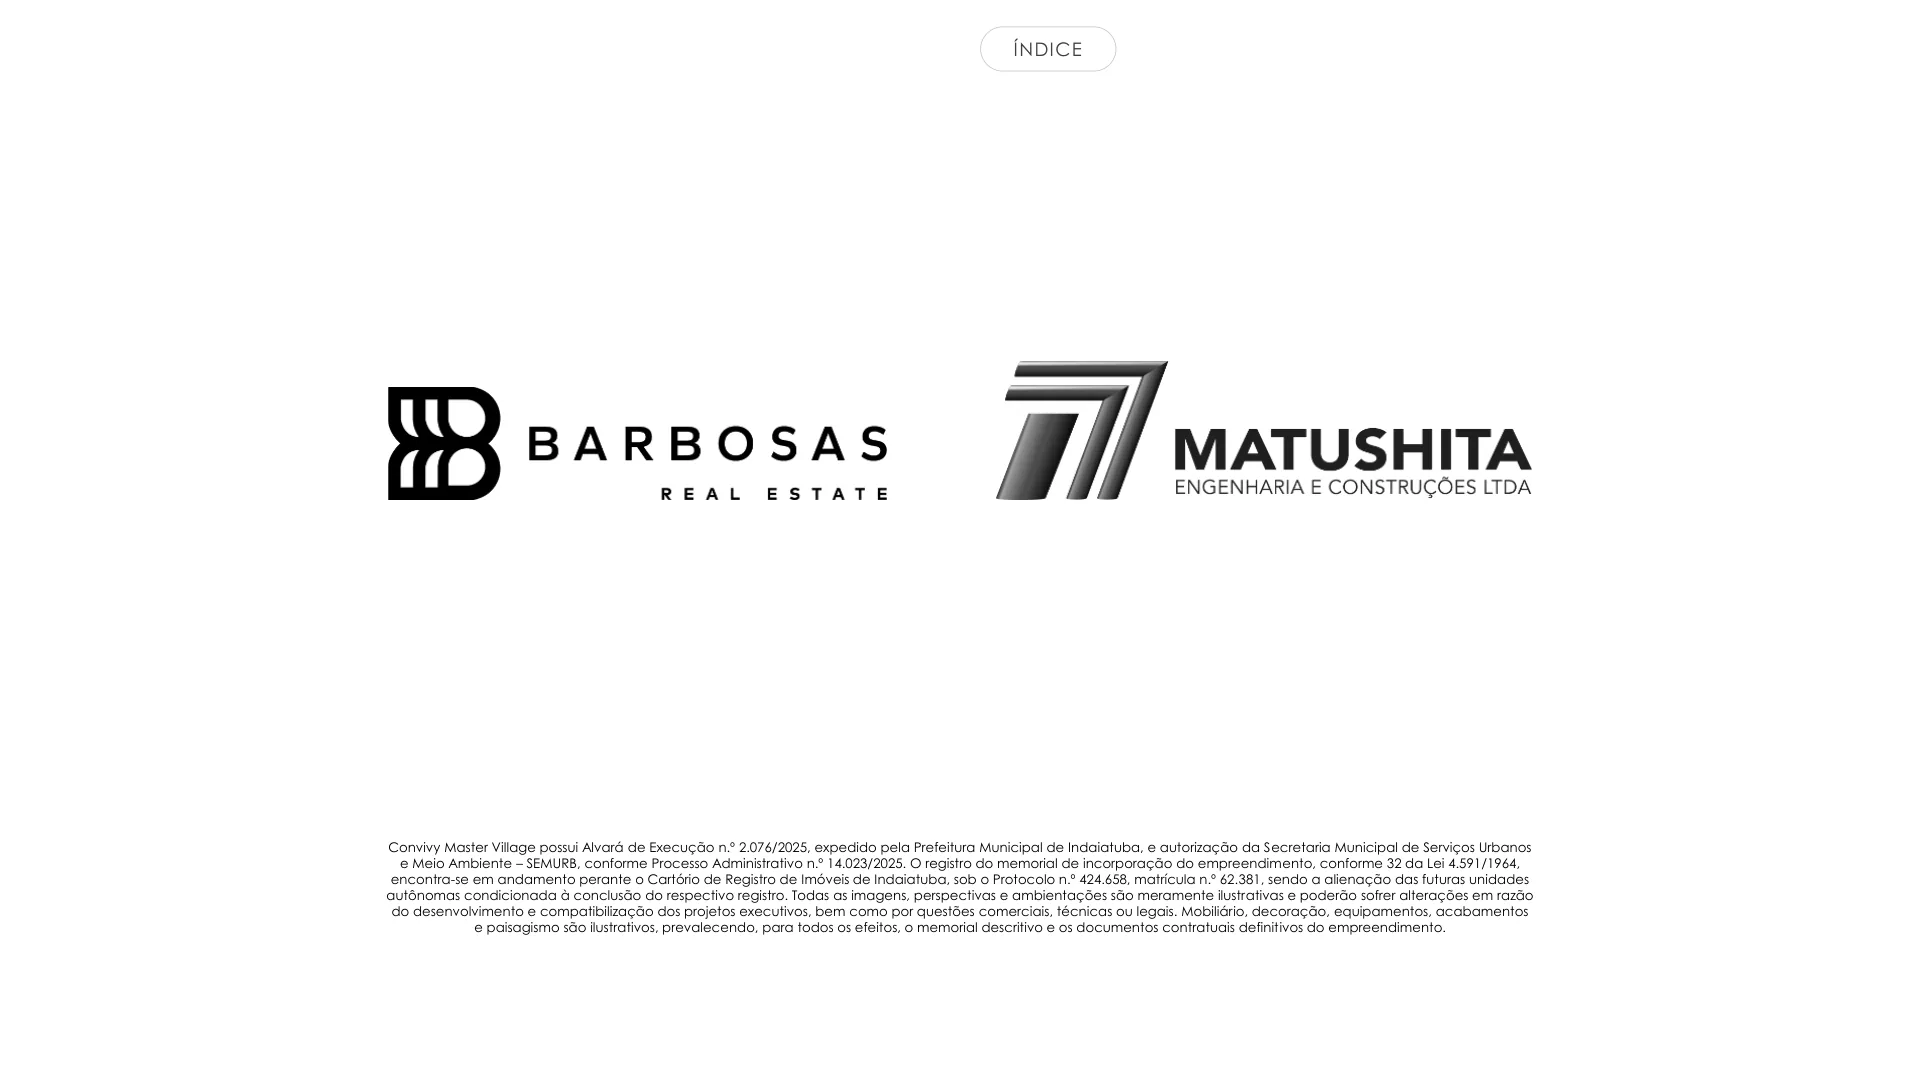 ÍNDICE
BARBOSAS
REAL ESTATE
MATUSHITA
ENGENHARIA E CONSTRUÇÕES LTDA
Convivy Master Village possui Alvará de Execução n.º 2.076/2025, expedido pela Prefeitura Municipal de Indaiatuba, e autorização da Secretaria Municipal de Serviços Urbanos
e Meio Ambiente – SEMURB, conforme Processo Administrativo n.º 14.023/2025. O registro do memorial de incorporação do empreendimento, conforme 32 da Lei 4.591/1964,
encontra-se em andamento perante o Cartório de Registro de Imóveis de Indaiatuba, sob o Protocolo n.º 424.658, matrícula n.º 62.381, sendo a alienação das futuras unidades
autônomas condicionada à conclusão do respectivo registro. Todas as imagens, perspectivas e ambientações são meramente ilustrativas e poderão sofrer alterações em razão
do desenvolvimento e compatibilização dos projetos executivos, bem como por questões comerciais, técnicas ou legais. Mobiliário, decoração, equipamentos, acabamentos
e paisagismo são ilustrativos, prevalecendo, para todos os efeitos, o memorial descritivo e os documentos contratuais definitivos do empreendimento.